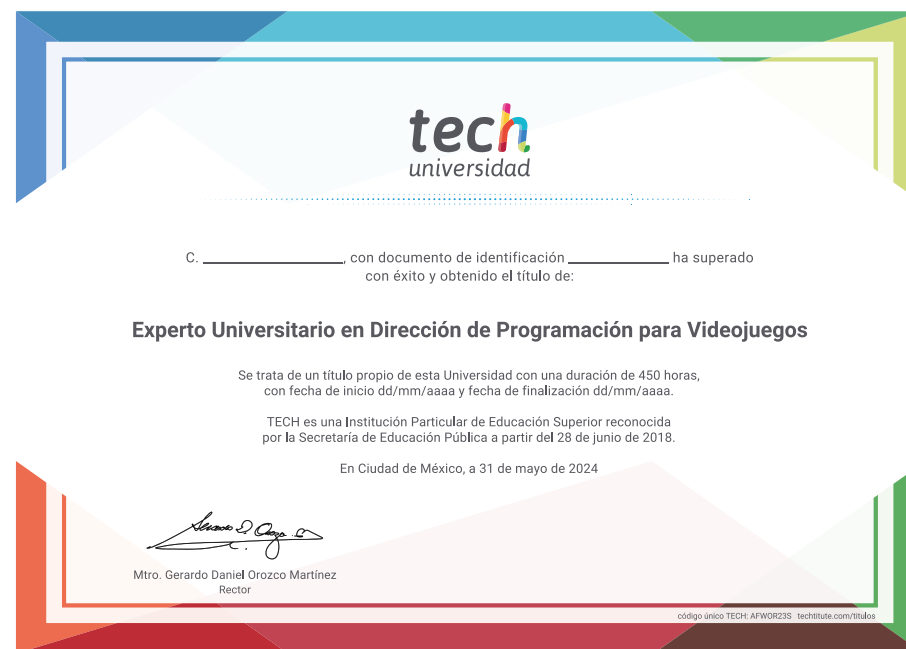 tech
universidad
C. ____________, con documento de identificación ____________ ha superado
con éxito y obtenido el título de:
Experto Universitario en Dirección de Programación para Videojuegos
Se trata de un título propio de esta Universidad con una duración de 450 horas,
con fecha de inicio dd/mm/aaaa y fecha de finalización dd/mm/aaaa.
TECH es una Institución Particular de Educación Superior reconocida
por la Secretaría de Educación Pública a partir del 28 de junio de 2018.
En Ciudad de México, a 31 de mayo de 2024
Mtro. Gerardo Daniel Orozco Martínez
Rector
código único TECH: AFWOR23S techtitute.com/titulos